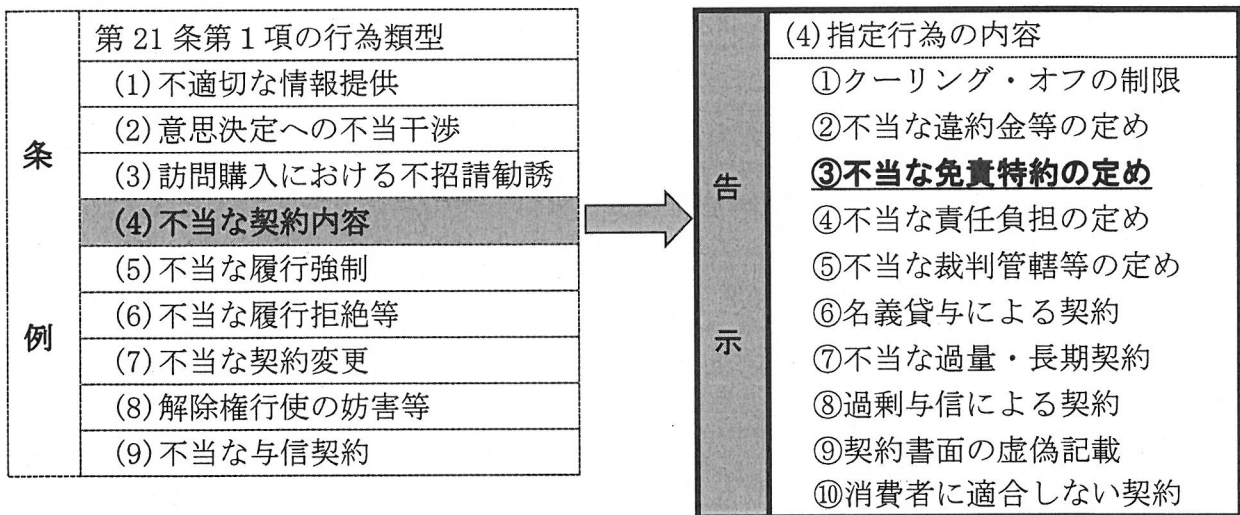 条例
第21条第1項の行為類型
(1)不適切な情報提供
(2)意思決定への不当干渉
(3)訪問購入における不招請勧誘
(4)不当な契約内容
(5)不当な履行強制
(6)不当な履行拒絶等
(7)不当な契約変更
(8)解除権行使の妨害等
(9)不当な与信契約
告示
(4)指定行為の内容
①クーリング・オフの制限
②不当な違約金等の定め
③不当な免責特約の定め
④不当な責任負担の定め
⑤不当な裁判管轄等の定め
⑥名義貸与による契約
⑦不当な過量・長期契約
⑧過剰与信による契約
⑨契約書面の虚偽記載
⑩消費者に適合しない契約